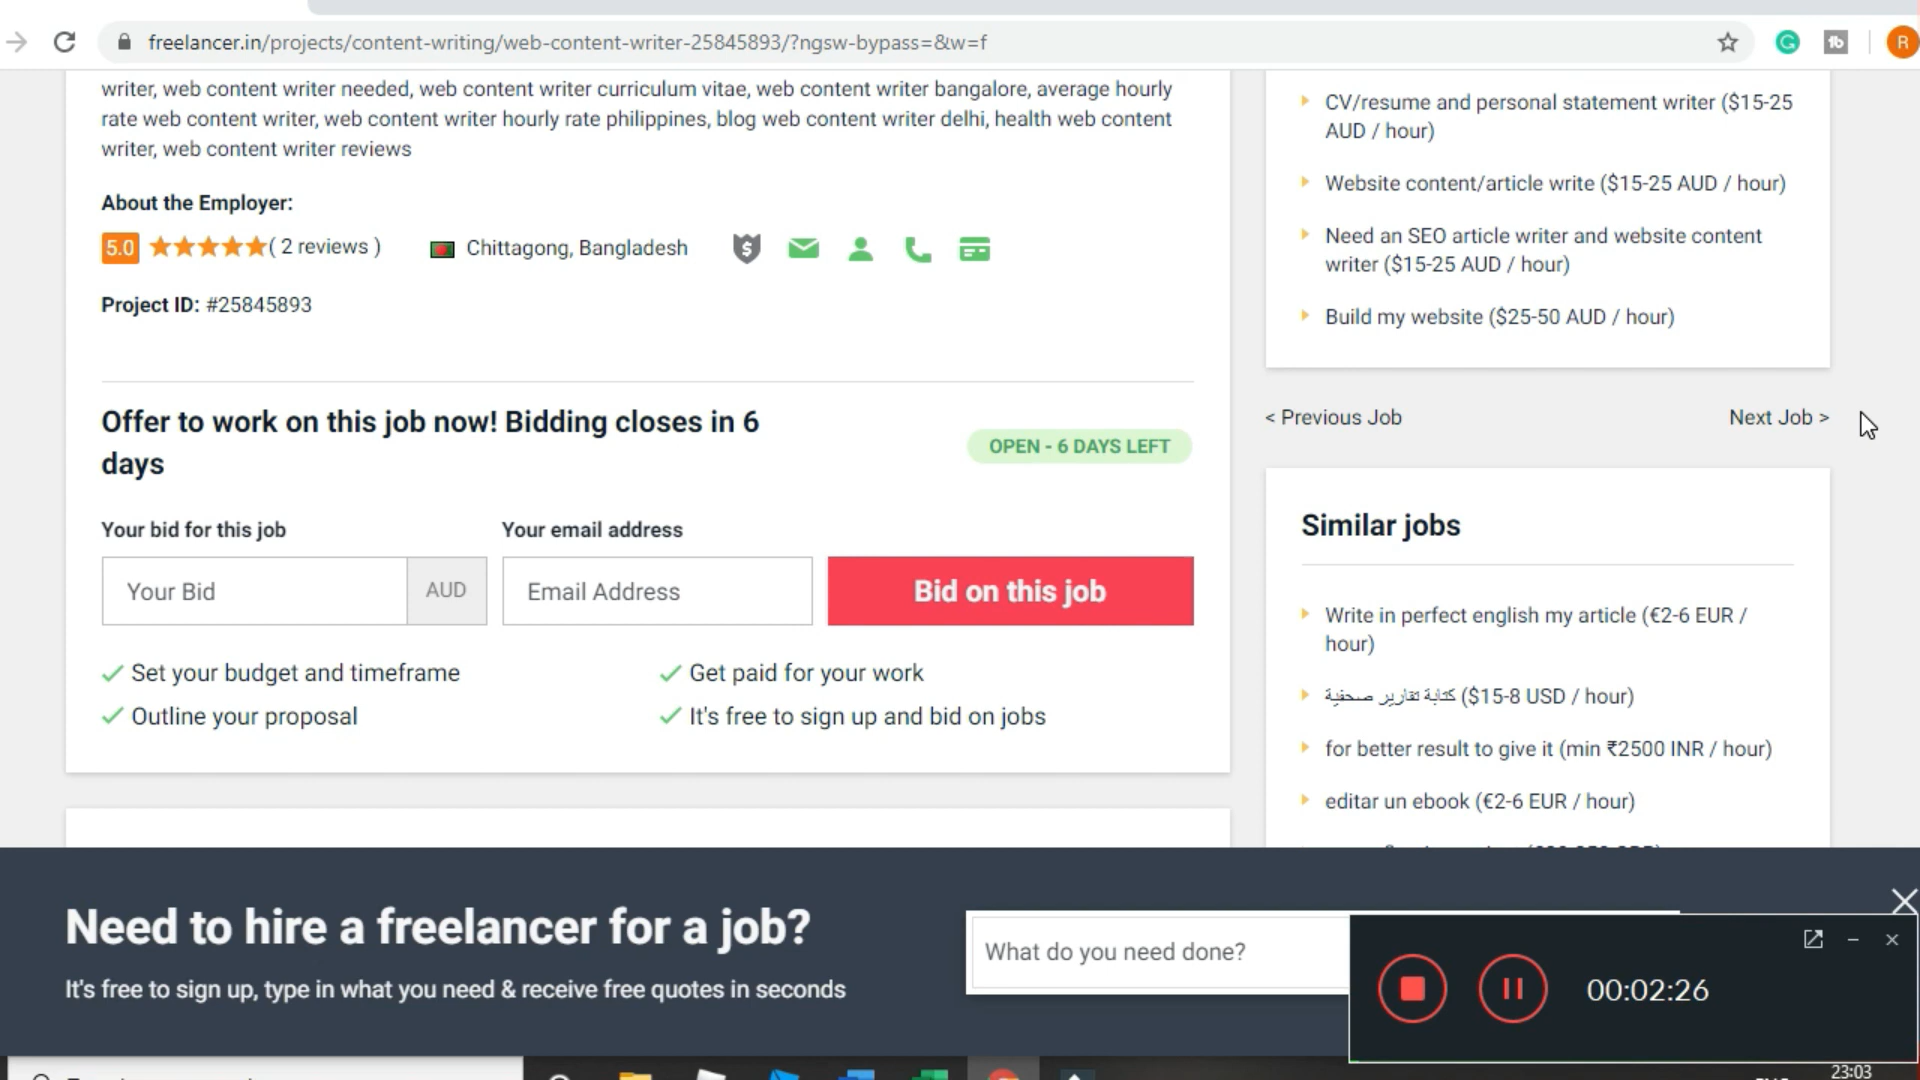 freelancer.in/projects/content-writing/web-content-writer-25845893/?ngsw-bypass=&w=f
R
writer, web content writer needed, web content writer curriculum vitae, web content writer bangalore, average hourly
rate web content writer, web content writer hourly rate philippines, blog web content writer delhi, health web content
writer, web content writer reviews
About the Employer:
5.0 ( 2 reviews ) Chittagong, Bangladesh
Project ID: #25845893
Offer to work on this job now! Bidding closes in 6
days
OPEN - 6 DAYS LEFT
Your bid for this job
Your email address
Your Bid
AUD
Email Address
Bid on this job
Set your budget and timeframe
Get paid for your work
Outline your proposal
It's free to sign up and bid on jobs
CV/resume and personal statement writer ($15-25
AUD / hour)
Website content/article write ($15-25 AUD / hour)
Need an SEO article writer and website content
writer ($15-25 AUD / hour)
Build my website ($25-50 AUD / hour)
< Previous Job
Next Job >
Similar jobs
Write in perfect english my article (€2-6 EUR /
hour)
كتابة تقارير صحفية ($15-8 USD / hour)
for better result to give it (min ₹2500 INR / hour)
editar un ebook (€2-6 EUR / hour)
Need to hire a freelancer for a job?
It's free to sign up, type in what you need & receive free quotes in seconds
What do you need done?
00:02:26
23:03